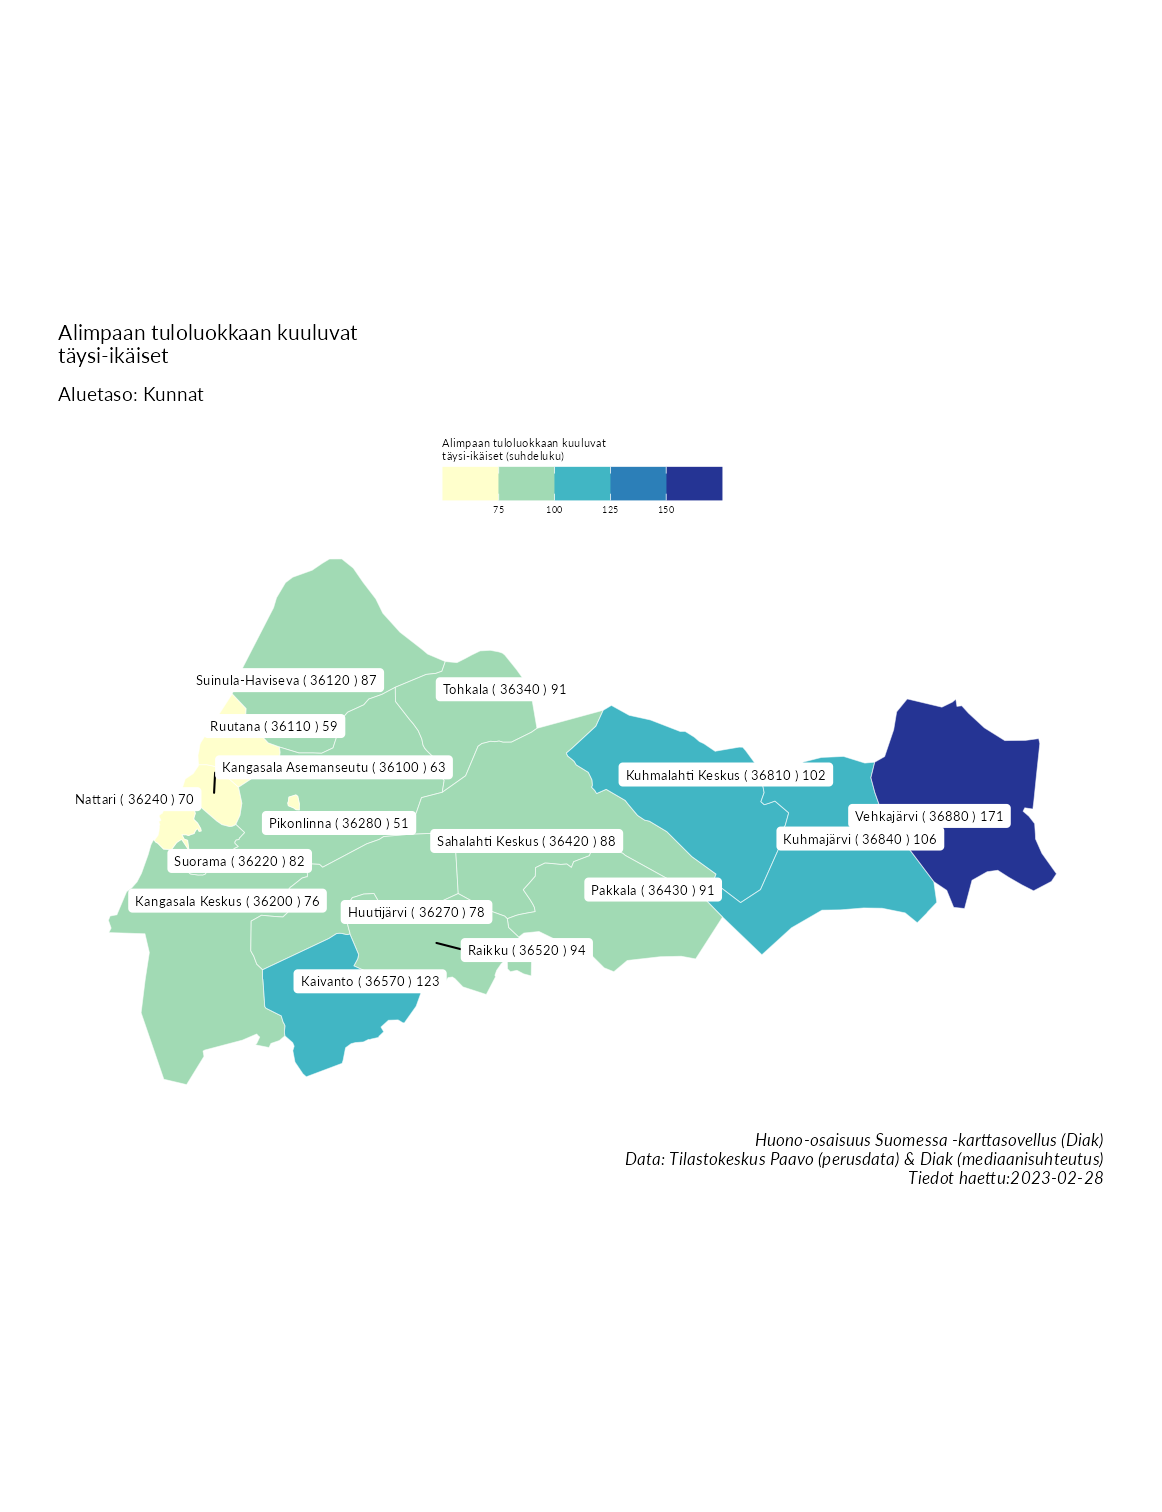 Alimpaan tuloluokkaan kuuluvat
täysi-ikäiset
Aluetaso: Kunnat
Alimpaan tuloluokkaan kuuluvat
täysi-ikäiset (suhdeluku)
75 100 125 150
Suinula-Haviseva ( 36120 ) 87
Tohkala ( 36340 ) 91
Ruutana ( 36110 ) 59
Kangasala Asemanseutu ( 36100 ) 63
Kuhmalahti Keskus ( 36810 ) 102
Nattari ( 36240 ) 70
Vehkajärvi ( 36880 ) 171
Pikonlinna ( 36280 ) 51
Kuhmajärvi ( 36840 ) 106
Sahalahti Keskus ( 36420 ) 88
Suorama ( 36220 ) 82
Pakkala ( 36430 ) 91
Kangasala Keskus ( 36200 ) 76
Huutijärvi ( 36270 ) 78
Raikku ( 36520 ) 94
Kaivanto ( 36570 ) 123
Huono-osaisuus Suomessa -karttasovellus (Diak)
Data: Tilastokeskus Paavo (perusdata) & Diak (mediaanisuhteutus)
Tiedot haettu:2023-02-28